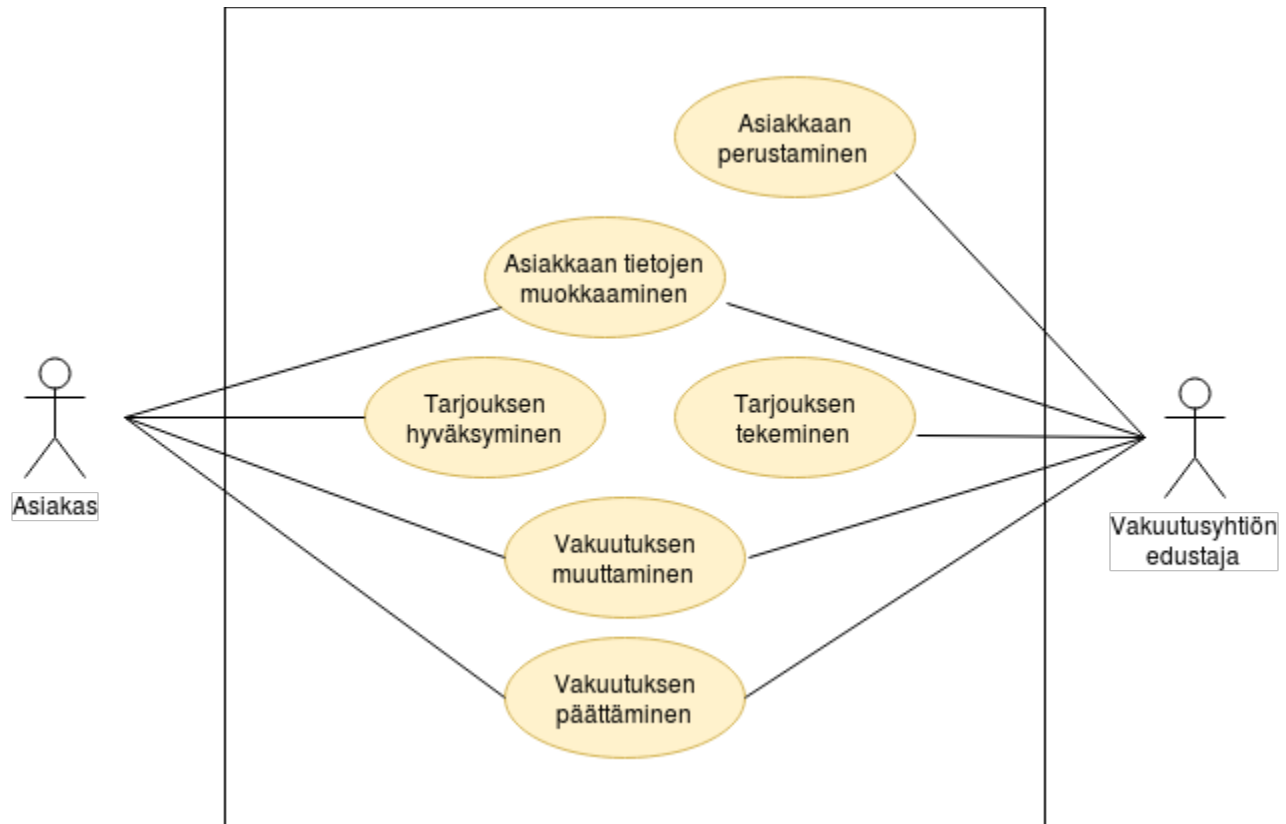 Asiakkaan
perustaminen
Asiakkaan tietojen
muokkaaminen
Tarjouksen
hyväksyminen
Tarjouksen
tekeminen
Asiakas
Vakuutusyhtiön
edustaja
Vakuutuksen
muuttaminen
Vakuutuksen
päättäminen